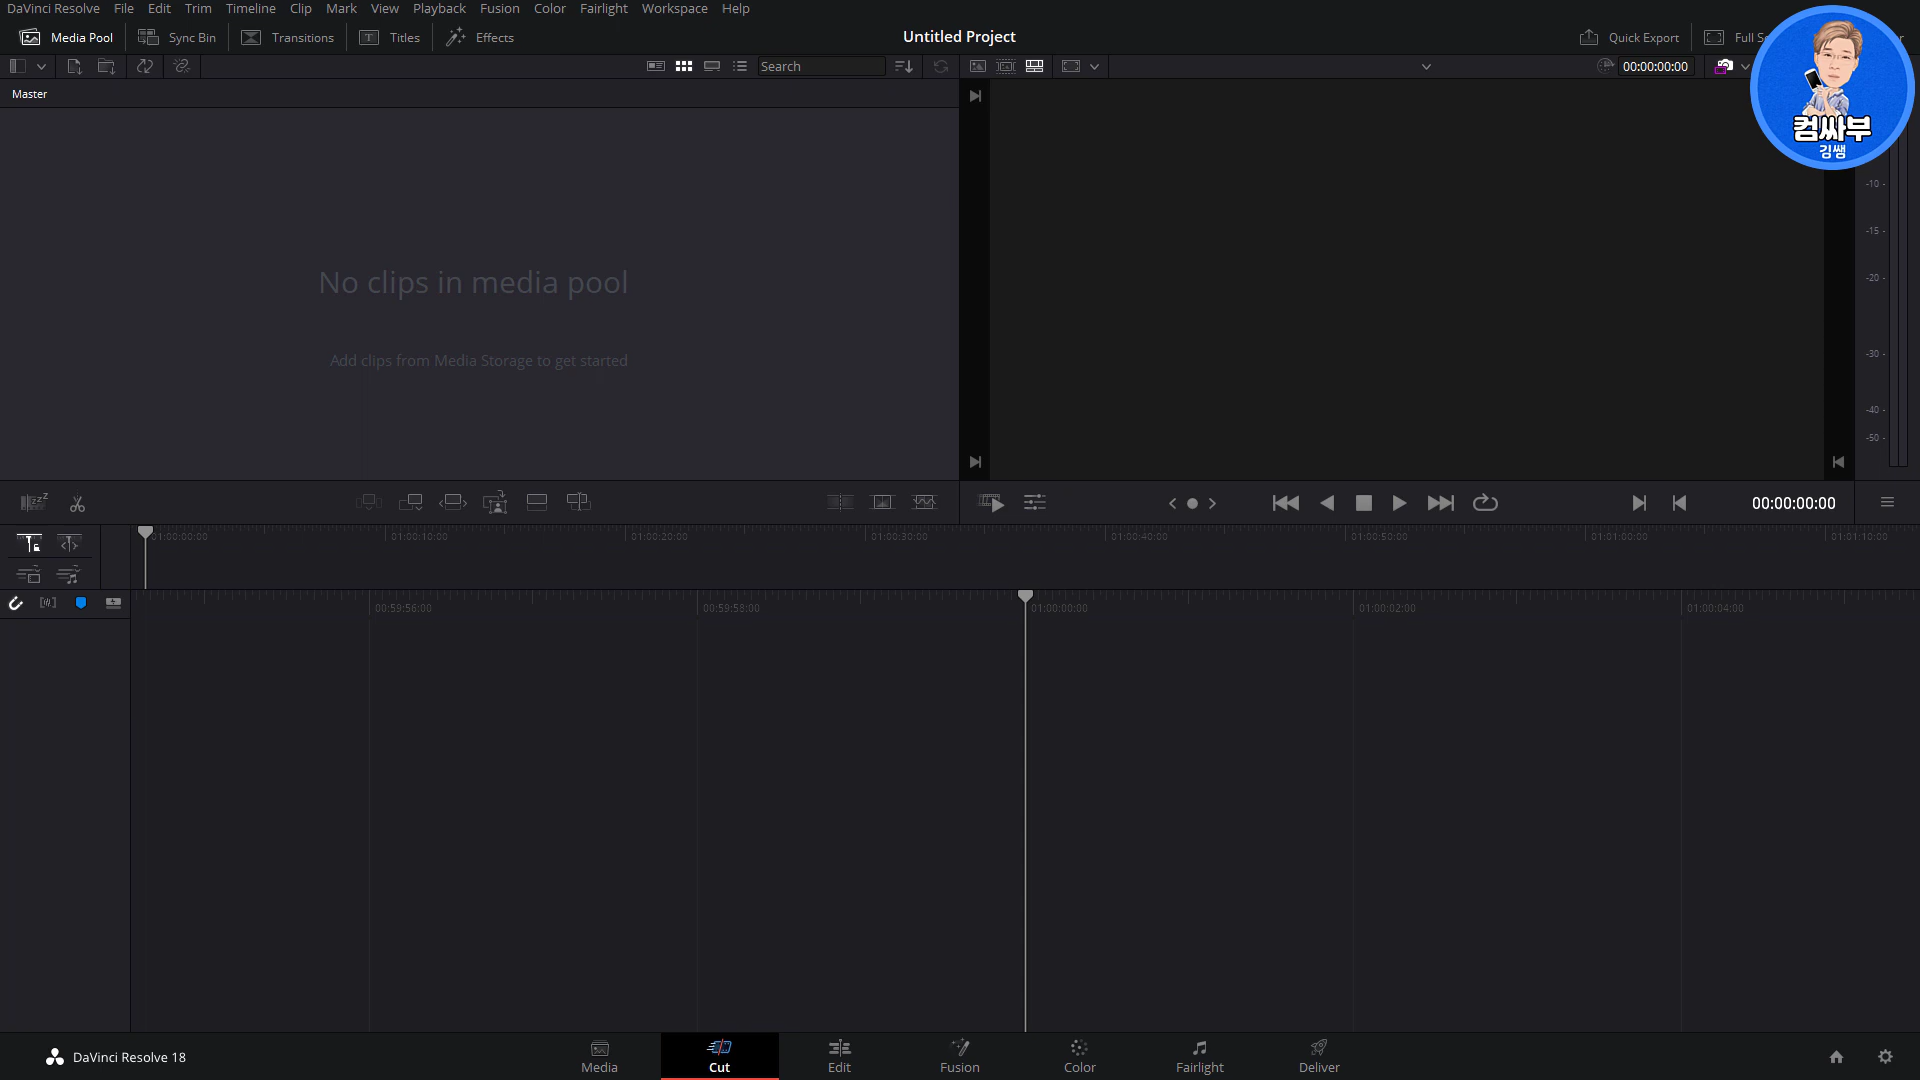 DaVinci Resolve File Edit Trim Timeline Clip Mark View Playback Fusion Color Fairlight Workspace Help
Media Pool Sync Bin Transitions Titles Effects Untitled Project Quick Export
Search 00:00:00:00
Master
컴싸부
김쌤
-10
-15
-20
-30
-40
-50
No clips in media pool
Add clips from Media Storage to get started
00:00:00:00
01:00:00:00 01:00:10:00 01:00:20:00 01:00:30:00 01:00:40:00 01:00:50:00 01:01:00:00 01:01:10:00
00:59:56:00 00:59:58:00 01:00:00:00 01:00:02:00 01:00:04:00
DaVinci Resolve 18
Media Cut Edit Fusion Color Fairlight Deliver